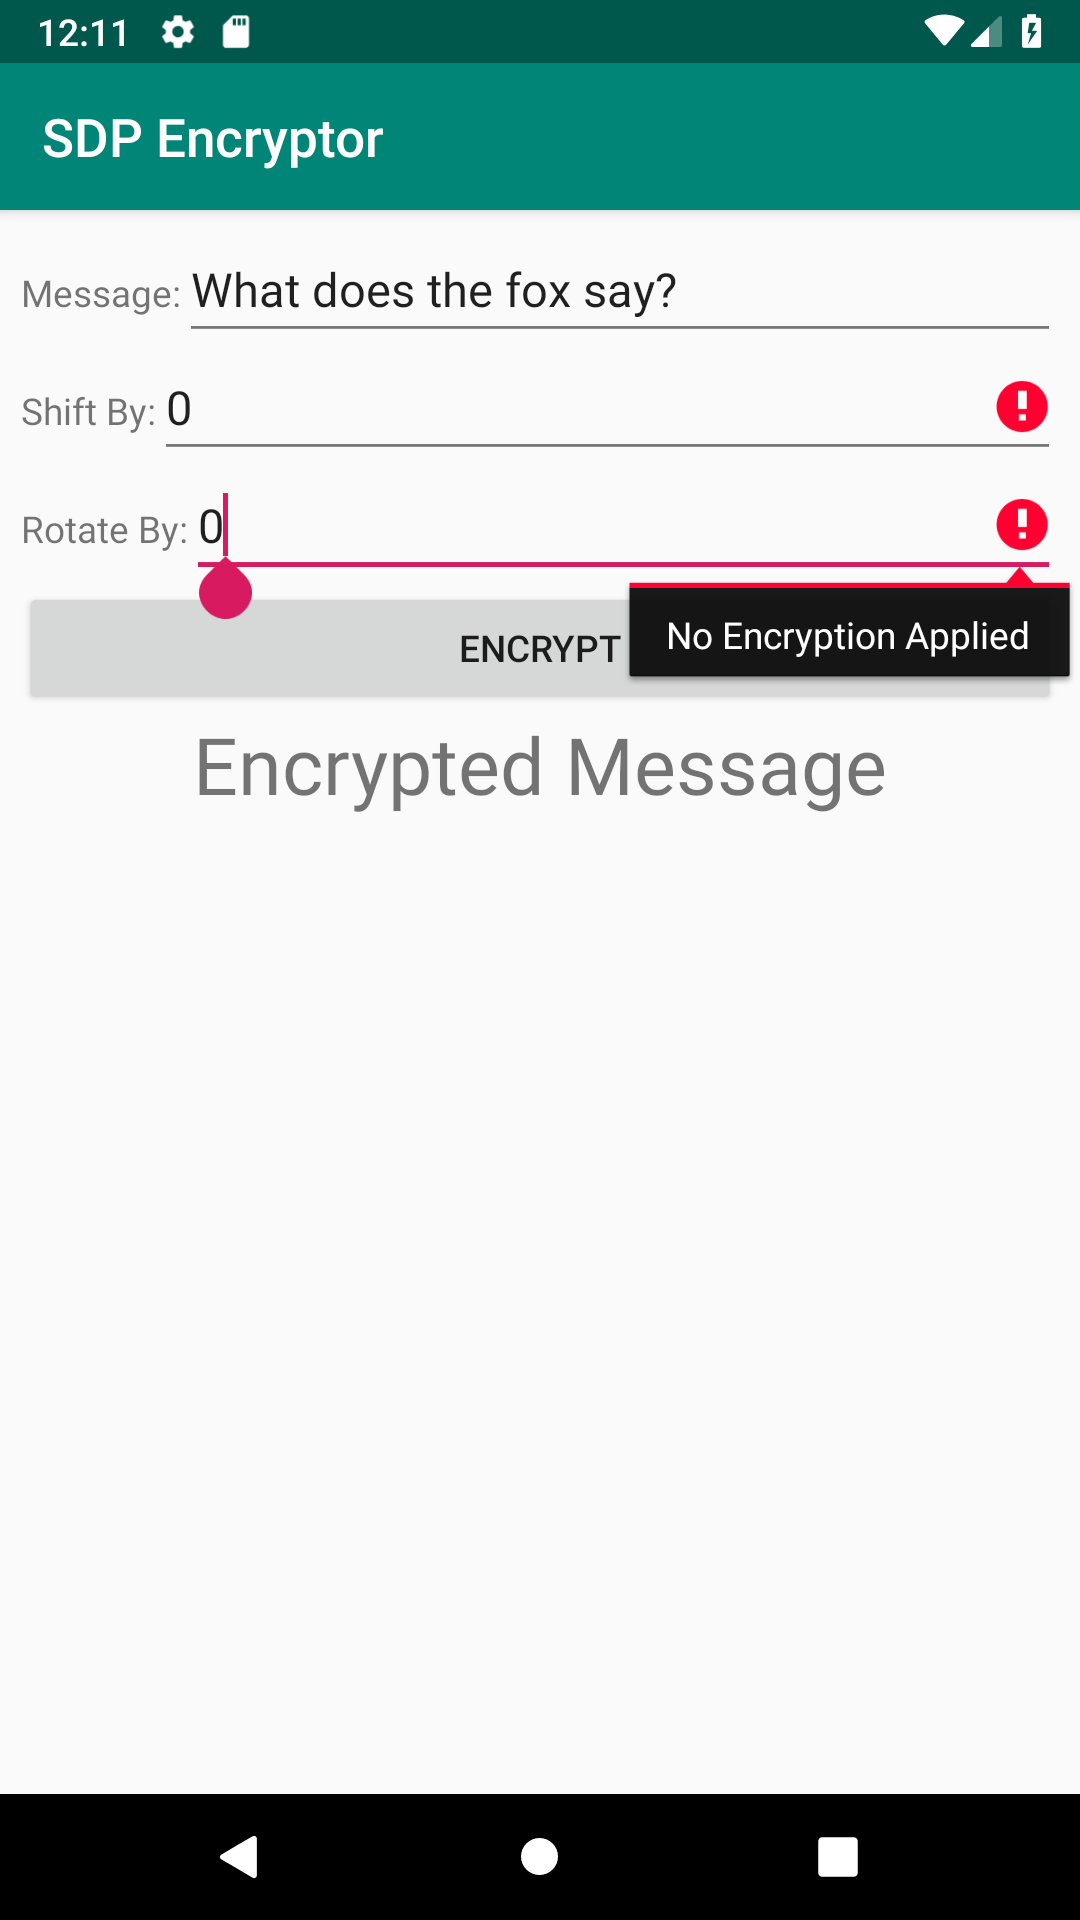 12:11
SDP Encryptor
Message: What does the fox say?
Shift By: 0
Rotate By: 0
ENCRYPT
No Encryption Applied
Encrypted Message